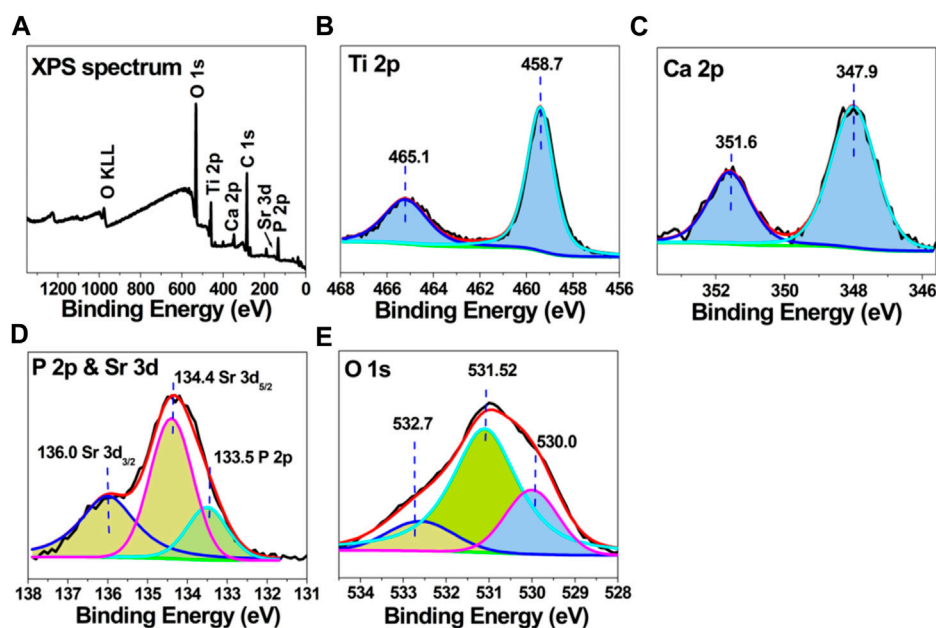 A
XPS spectrum
O KLL
O 1s
Ti 2p
Ca 2p
C 1s
Sr 3d
P 2p
1200 1000 800 600 400 200 0
Binding Energy (eV)
B
Ti 2p
458.7
465.1
468 466 464 462 460 458 456
Binding Energy (eV)
C
Ca 2p
347.9
351.6
352 350 348 346
Binding Energy (eV)
D
P 2p & Sr 3d
134.4 Sr 3d5/2
136.0 Sr 3d3/2
133.5 P 2p
138 137 136 135 134 133 132 131
Binding Energy (eV)
E
O 1s
531.52
532.7
530.0
534 533 532 531 530 529 528
Binding Energy (eV)